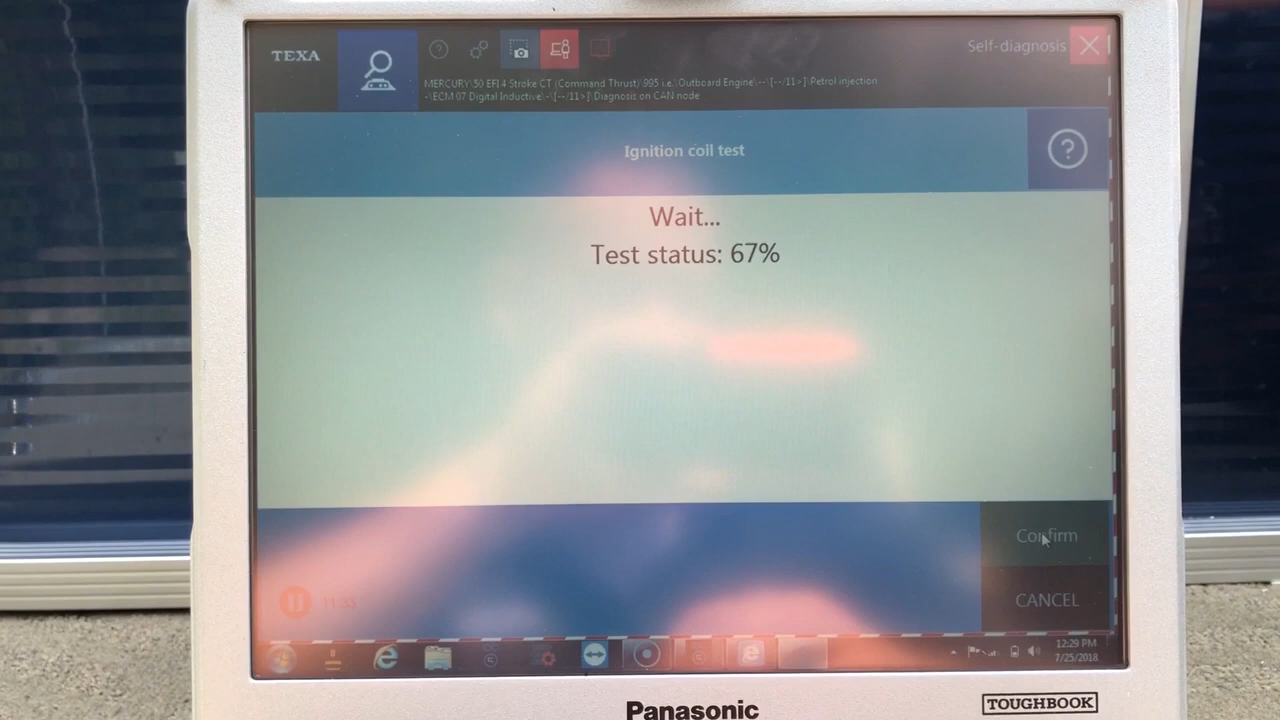 TEXA
Self-diagnosis
MERCURY\50 EFI 4 Stroke CT (Command Thrust)\995 i.e.\Outboard Engine\--\[--/11>]\Petrol injection
-\ECM 07 Digital Inductive\-\[--/11>]\Diagnosis on CAN node
Ignition coil test
?
Wait...
Test status: 67%
Confirm
11:33
CANCEL
12:29 PM
7/25/2018
Panasonic
TOUGHBOOK